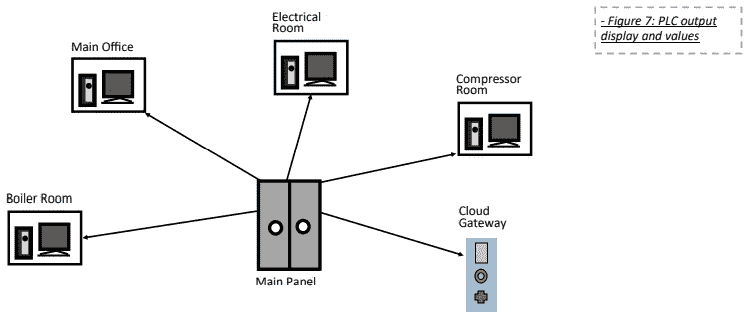 Electrical
Room
- Figure 7: PLC output
display and values
Main Office
Compressor
Room
Boiler Room
Cloud
Gateway
Main Panel